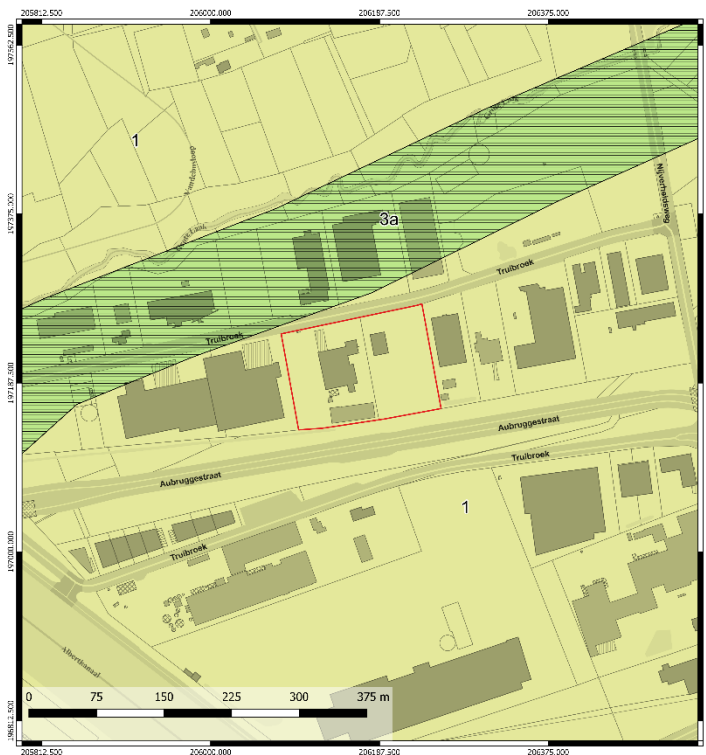 205812.500 206000.000 206187.500 206375.000
197562.500
1
Grote Laak
Nijverheidsweg
197375.000
3a
Truibroek
Truibroek
197187.500
Aubruggestraat
Aubruggestraat
Truibroek
1
197000.000
Truibroek
Albertkanaal
0 75 150 225 300 375 m
196812.500
205812.500 206000.000 206187.500 206375.000